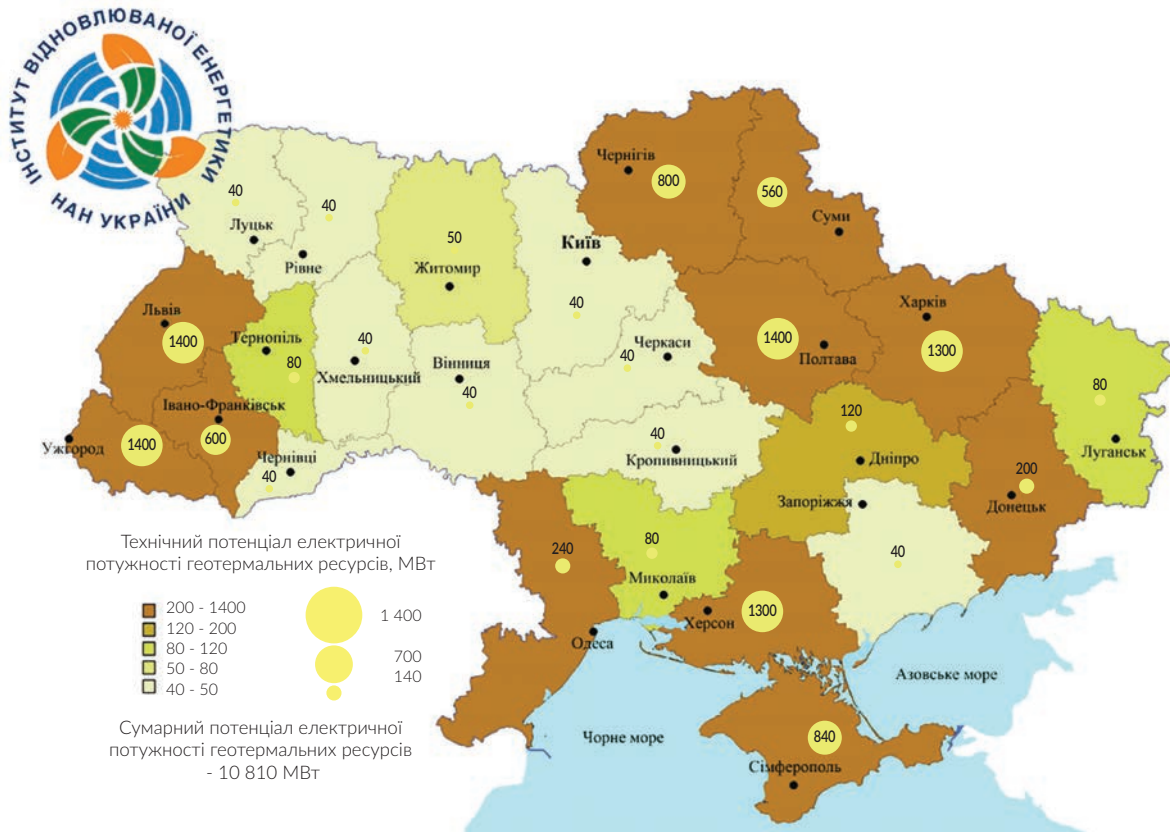 ІНСТИТУТ ВІДНОВЛЮВАНОЇ ЕНЕРГЕТИКИ
НАН УКРАЇНИ
Чернігів
800
560
Суми
40
Луцьк
40
Рівне
50
Житомир
Київ
40
Львів
1400
Тернопіль
80
40
Хмельницький
Вінниця
40
Черкаси
40
1400
Полтава
Харків
1300
80
Луганськ
Івано-Франківськ
600
Ужгород
1400
Чернівці
40
40
Кропивницький
120
Дніпро
Запоріжжя
40
200
Донецьк
240
Одеса
80
Миколаїв
Херсон
1300
Азовське море
Чорне море
840
Сімферополь
Технічний потенціал електричної
потужності геотермальних ресурсів, МВт
200 - 1400
120 - 200
80 - 120
50 - 80
40 - 50
1 400
700
140
Сумарний потенціал електричної
потужності геотермальних ресурсів
- 10 810 МВт